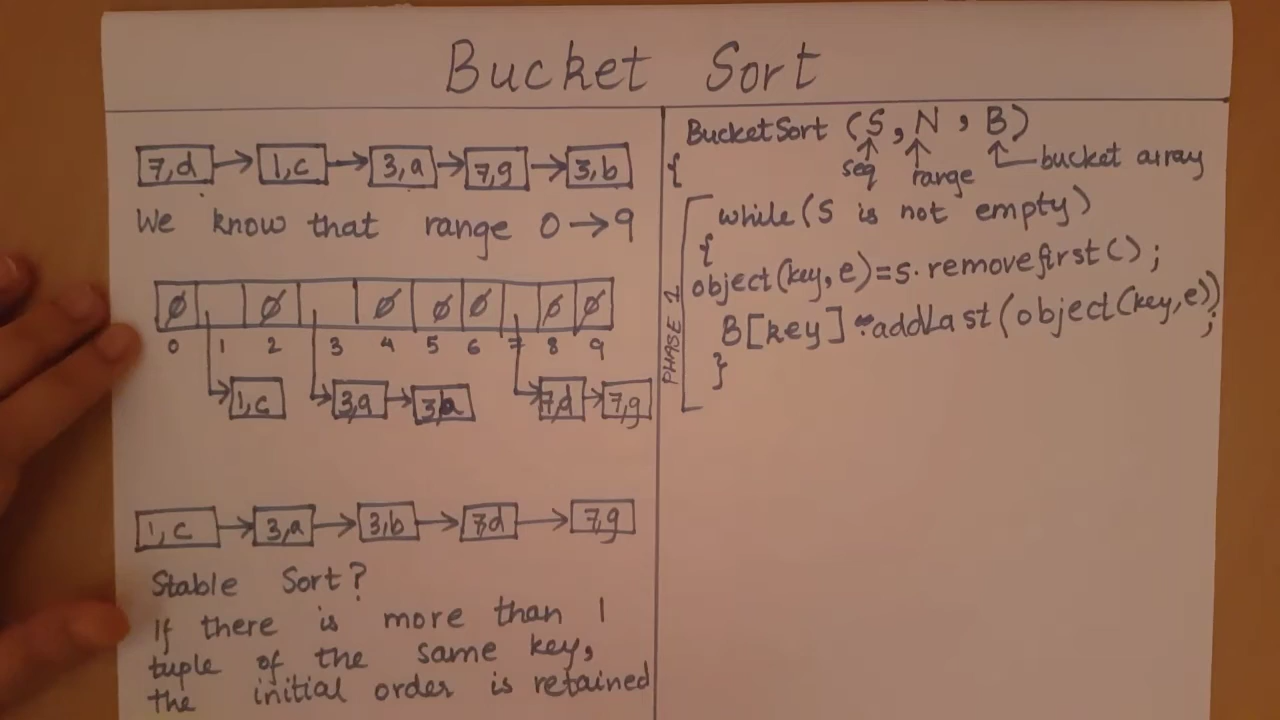 Bucket Sort
7,d → 1,c → 3,a → 7,g → 3,b
We know that range 0 → 9
∅ ∅ ∅ ∅ ∅ ∅ ∅
0 1 2 3 4 5 6 7 8 9
1,c 3,a → 3,b 7,d → 7,g
1,c → 3,a → 3,b → 7,d → 7,g
Stable Sort?
If there is more than 1
tuple of the same key,
the initial order is retained
BucketSort (S, N, B)
seq range bucket array
{
PHASE 1
while (S is not empty)
{
object(key,e)=s.removefirst();
B[key].addLast(object(key,e));
}